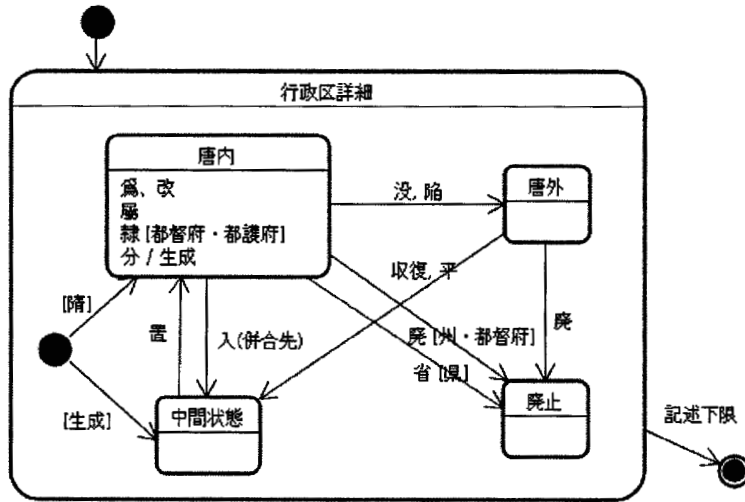 行政区詳細
唐内
爲、改
屬
隷 [都督府・都護府]
分 / 生成
没, 陥
唐外
収復, 平
[隋]
置
入(併合先)
廃 [州・都督府]
省 [県]
廃
[生成]
中間状態
廃止
記述下限